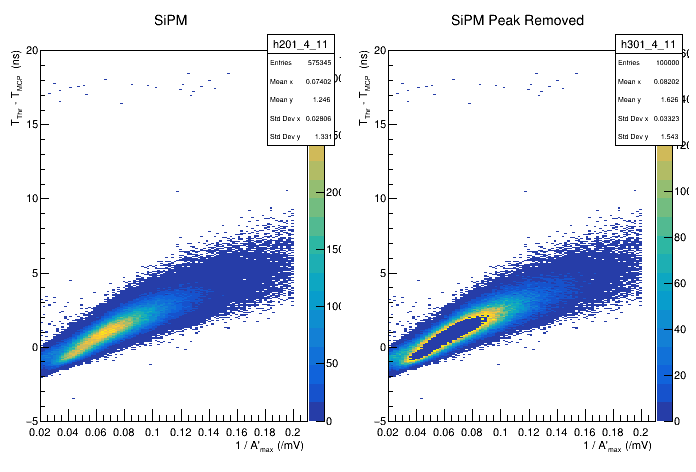 SiPM
h201_4_11
Entries 575345
Mean x 0.07402
Mean y 1.246
Std Dev x 0.02806
Std Dev y 1.331
T_Thr - T_MCP (ns)
20
15
10
5
0
−5
0.02 0.04 0.06 0.08 0.1 0.12 0.14 0.16 0.18 0.2
1 / A'_max (/mV)
150
100
50
0
SiPM Peak Removed
h301_4_11
Entries 100000
Mean x 0.08202
Mean y 1.626
Std Dev x 0.03323
Std Dev y 1.543
T_Thr - T_MCP (ns)
20
15
10
5
0
−5
0.02 0.04 0.06 0.08 0.1 0.12 0.14 0.16 0.18 0.2
1 / A'_max (/mV)
100
80
60
40
20
0